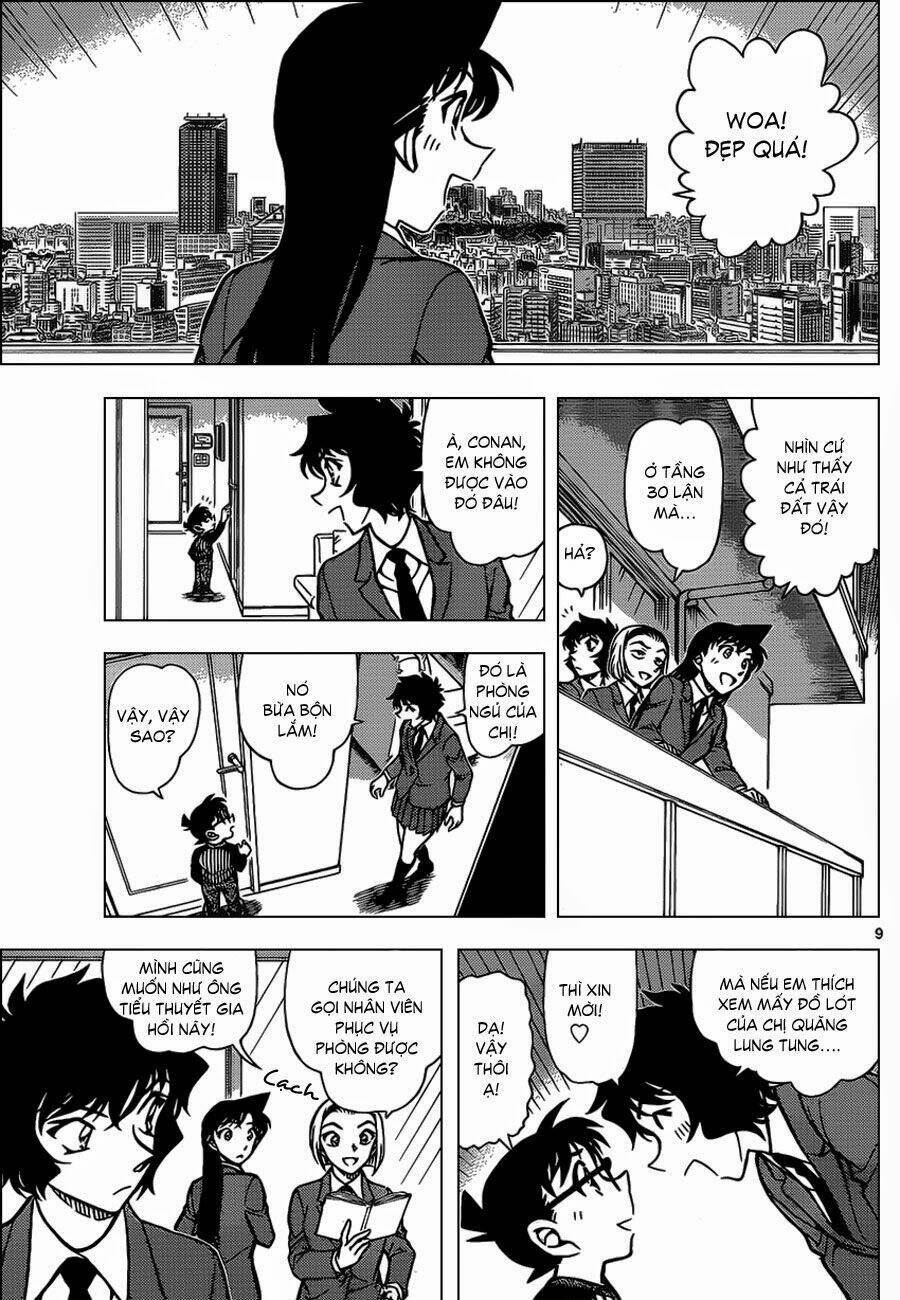 WOA!
ĐẸP QUÁ!
NHÌN CỨ
NHƯ THẤY
CẢ TRÁI
ĐẤT VẬY
ĐÓ!
Ở TẦNG
30 LẬN
MÀ...
HẢ?
À, CONAN,
EM KHÔNG
ĐƯỢC VÀO
ĐÓ ĐÂU!
ĐÓ LÀ
PHÒNG
NGỦ CỦA
CHỊ!
NÓ
BỪA BỘN
LẮM!
VẬY, VẬY
SAO?
9
MÀ NẾU EM THÍCH
XEM MẤY ĐỒ LÓT
CỦA CHỊ QUĂNG
LUNG TUNG....
THÌ XIN
MỜI!
♡
DẠ!
VẬY
THÔI
Ạ!
CHÚNG TA
GỌI NHÂN VIÊN
PHỤC VỤ
PHÒNG ĐƯỢC
KHÔNG?
CẠCH
MÌNH CŨNG
MUỐN NHƯ ÔNG
TIỂU THUYẾT GIA
HỒI NÃY!